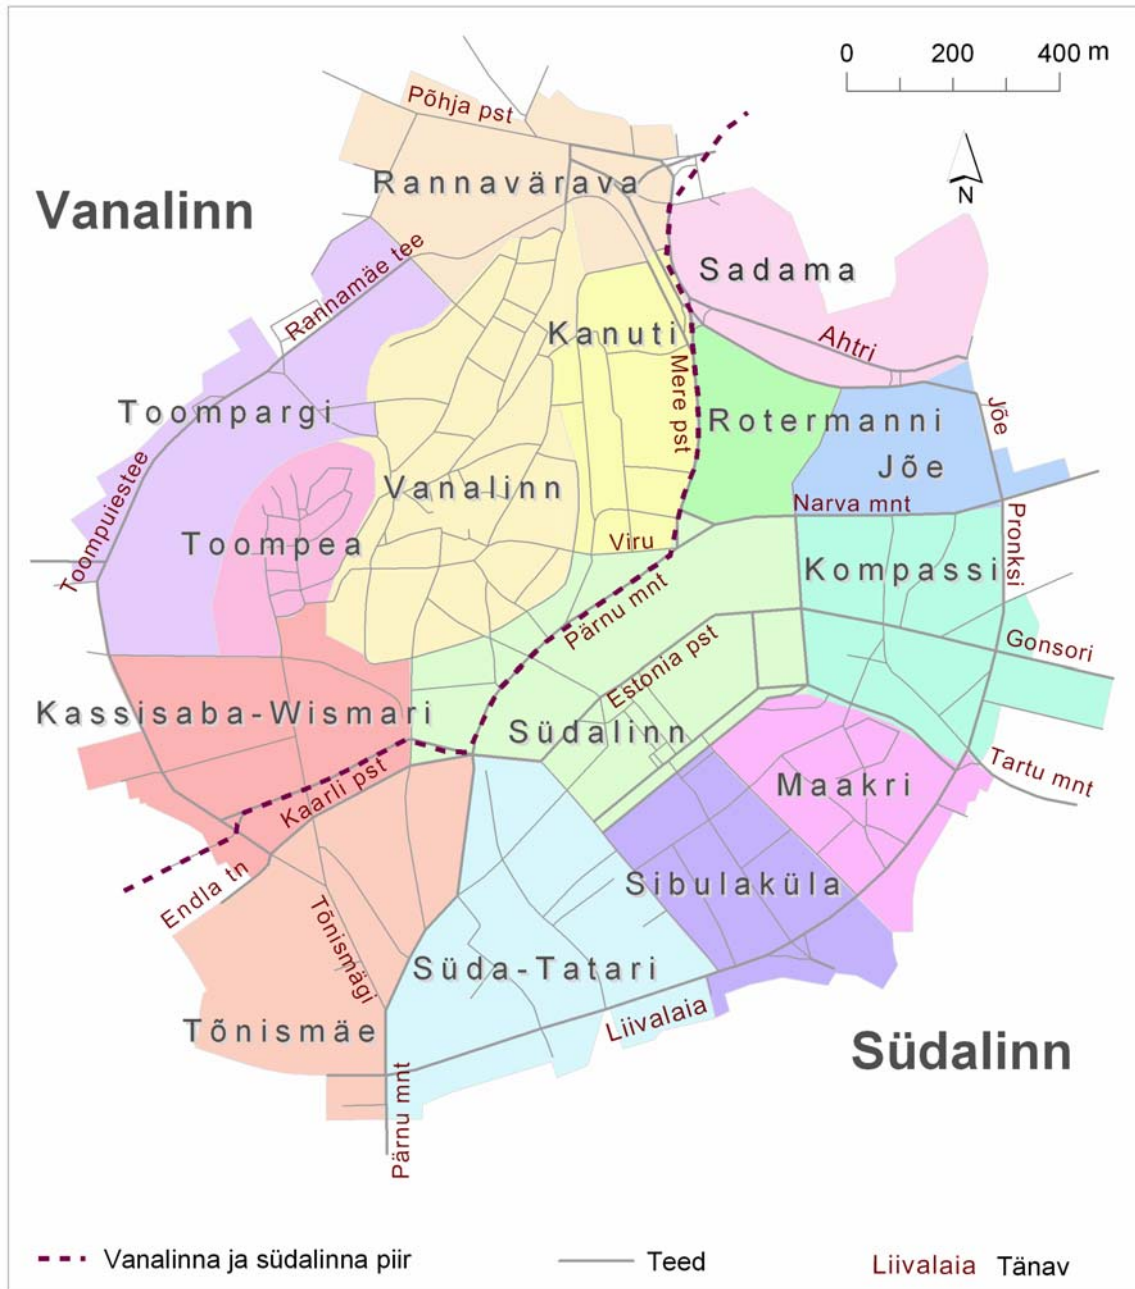 0 200 400 m
Põhja pst
N
Rannavärava
Vanalinn
Rannamäe tee
Sadama
Kanuti
Ahtri
Mere pst
Toompargi
Rotermanni
Jõe
Jõe
Toompuiestee
Vanalinn
Narva mnt
Pronksi
Toompea
Viru
Kompassi
Pärnu mnt
Gonsori
Estonia pst
Kassisaba-Wismari
Südalinn
Tartu mnt
Kaarli pst
Maakri
Endla tn
Sibulaküla
Tõnismägi
Süda-Tatari
Liivalaia
Tõnismäe
Südalinn
Pärnu mnt
Vanalinna ja südalinna piir
Teed
Liivalaia Tänav